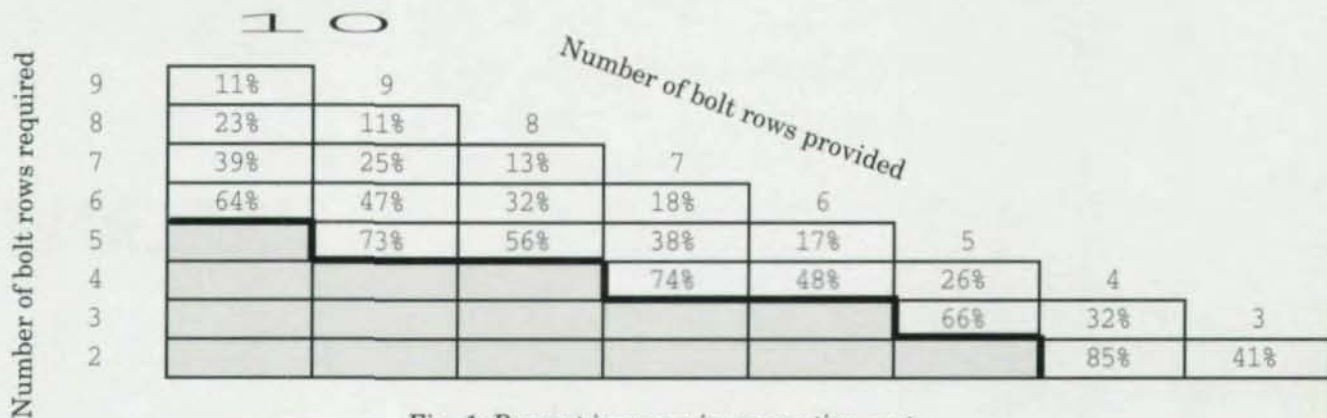 10
Number of bolt rows provided
Number of bolt rows required
9 11% 9
8 23% 11% 8
7 39% 25% 13% 7
6 64% 47% 32% 18% 6
5 73% 56% 38% 17% 5
4 74% 48% 26% 4
3 66% 32% 3
2 85% 41%